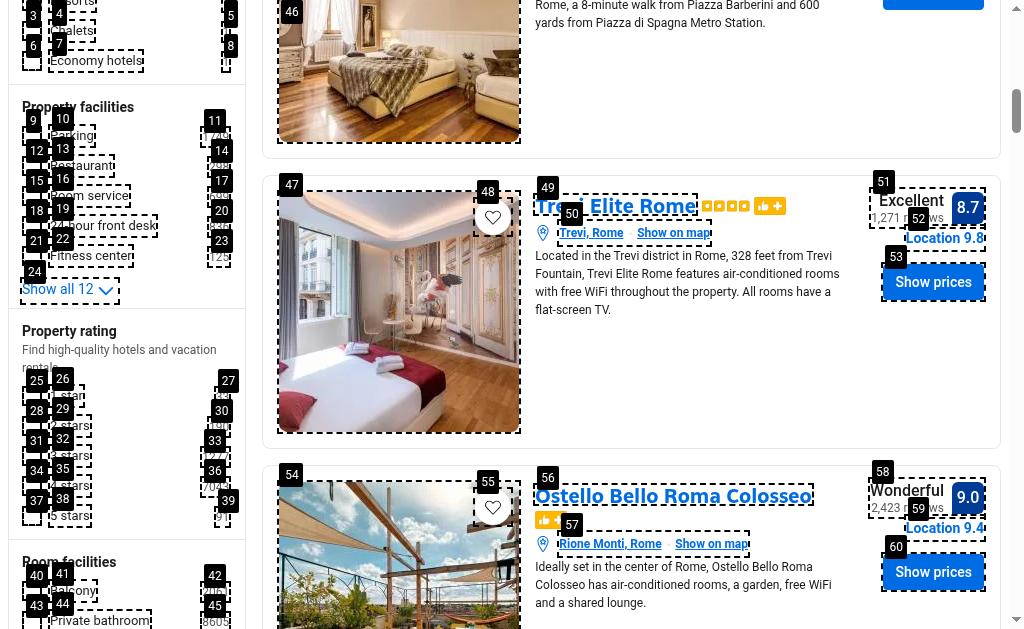 Chalets
Economy hotels
Property facilities
Parking
Restaurant
Room service
24-hour front desk
Fitness center
125
Show all 12
Property rating
Find high-quality hotels and vacation
rentals
1 star
2 stars
3 stars
4 stars
5 stars
Room facilities
Balcony
Private bathroom
8605
3
4
5
6
7
8
9
10
11
12
13
14
15
16
17
18
19
20
21
22
23
24
25
26
27
28
29
30
31
32
33
34
35
36
37
38
39
40
41
42
43
44
45
46
Rome, a 8-minute walk from Piazza Barberini and 600
yards from Piazza di Spagna Metro Station.
47
48
49
50
51
52
53
Trevi Elite Rome
Trevi, Rome
Show on map
Located in the Trevi district in Rome, 328 feet from Trevi
Fountain, Trevi Elite Rome features air-conditioned rooms
with free WiFi throughout the property. All rooms have a
flat-screen TV.
Excellent
1,271 reviews
8.7
Location 9.8
Show prices
54
55
56
57
58
59
60
Ostello Bello Roma Colosseo
Rione Monti, Rome
Show on map
Ideally set in the center of Rome, Ostello Bello Roma
Colosseo has air-conditioned rooms, a garden, free WiFi
and a shared lounge.
Wonderful
2,423 reviews
9.0
Location 9.4
Show prices